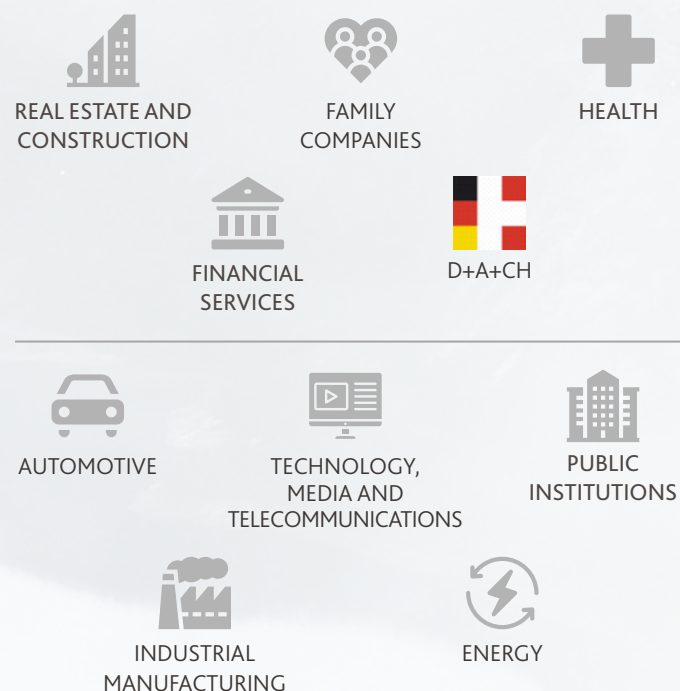 REAL ESTATE AND
CONSTRUCTION
FAMILY
COMPANIES
HEALTH
FINANCIAL
SERVICES
D+A+CH
AUTOMOTIVE
TECHNOLOGY,
MEDIA AND
TELECOMMUNICATIONS
PUBLIC
INSTITUTIONS
INDUSTRIAL
MANUFACTURING
ENERGY